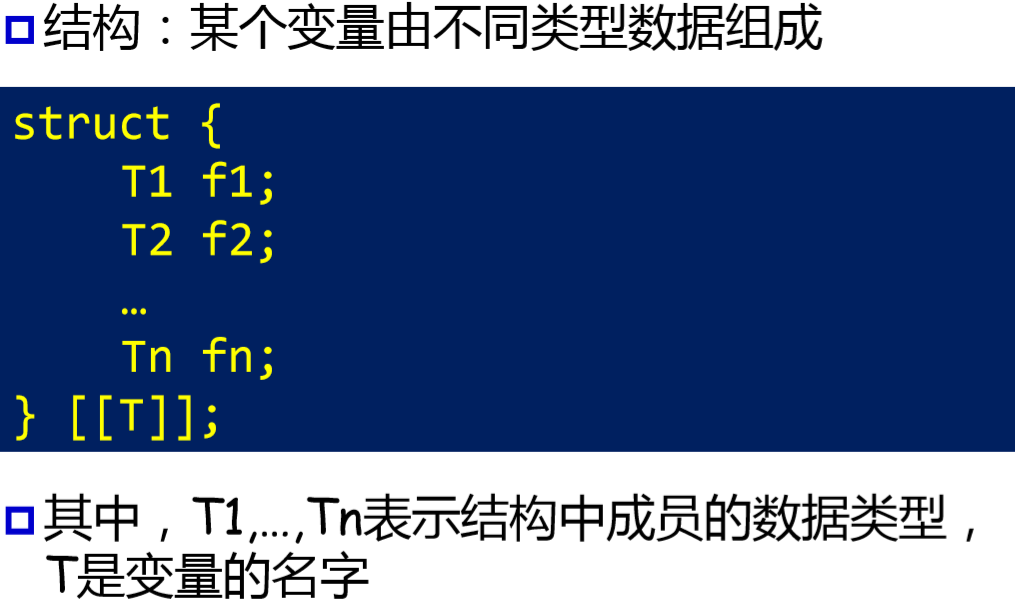 结构：某个变量由不同类型数据组成
struct {
T1 f1;
T2 f2;
…
Tn fn;
} [[T]];
其中，T1,…,Tn表示结构中成员的数据类型，
T是变量的名字